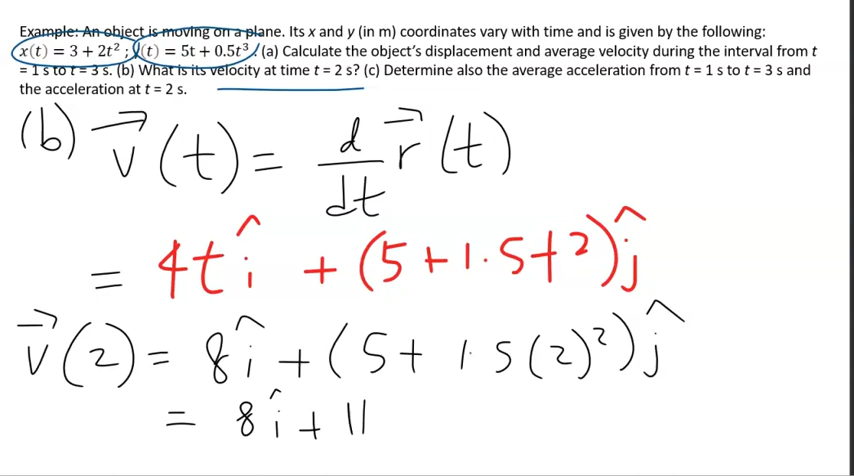 Example: An object is moving on a plane. Its x and y (in m) coordinates vary with time and is given by the following:
x(t) = 3 + 2t² ; (t) = 5t + 0.5t³. (a) Calculate the object's displacement and average velocity during the interval from t
= 1 s to t = 3 s. (b) What is its velocity at time t = 2 s? (c) Determine also the average acceleration from t = 1 s to t = 3 s and
the acceleration at t = 2 s.
(b) v⃗(t) = d/dt r⃗(t)
= 4t î + (5 + 1.5t²) ĵ
v⃗(2) = 8î + (5 + 1.5(2)²) ĵ
= 8î + 11